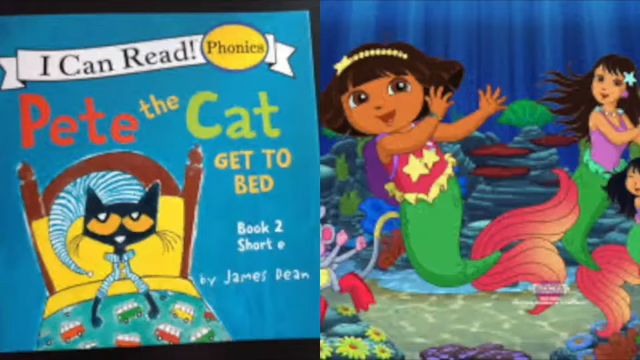 I Can Read!
Phonics
Pete the Cat
GET TO
BED
Book 2
Short e
by James Dean